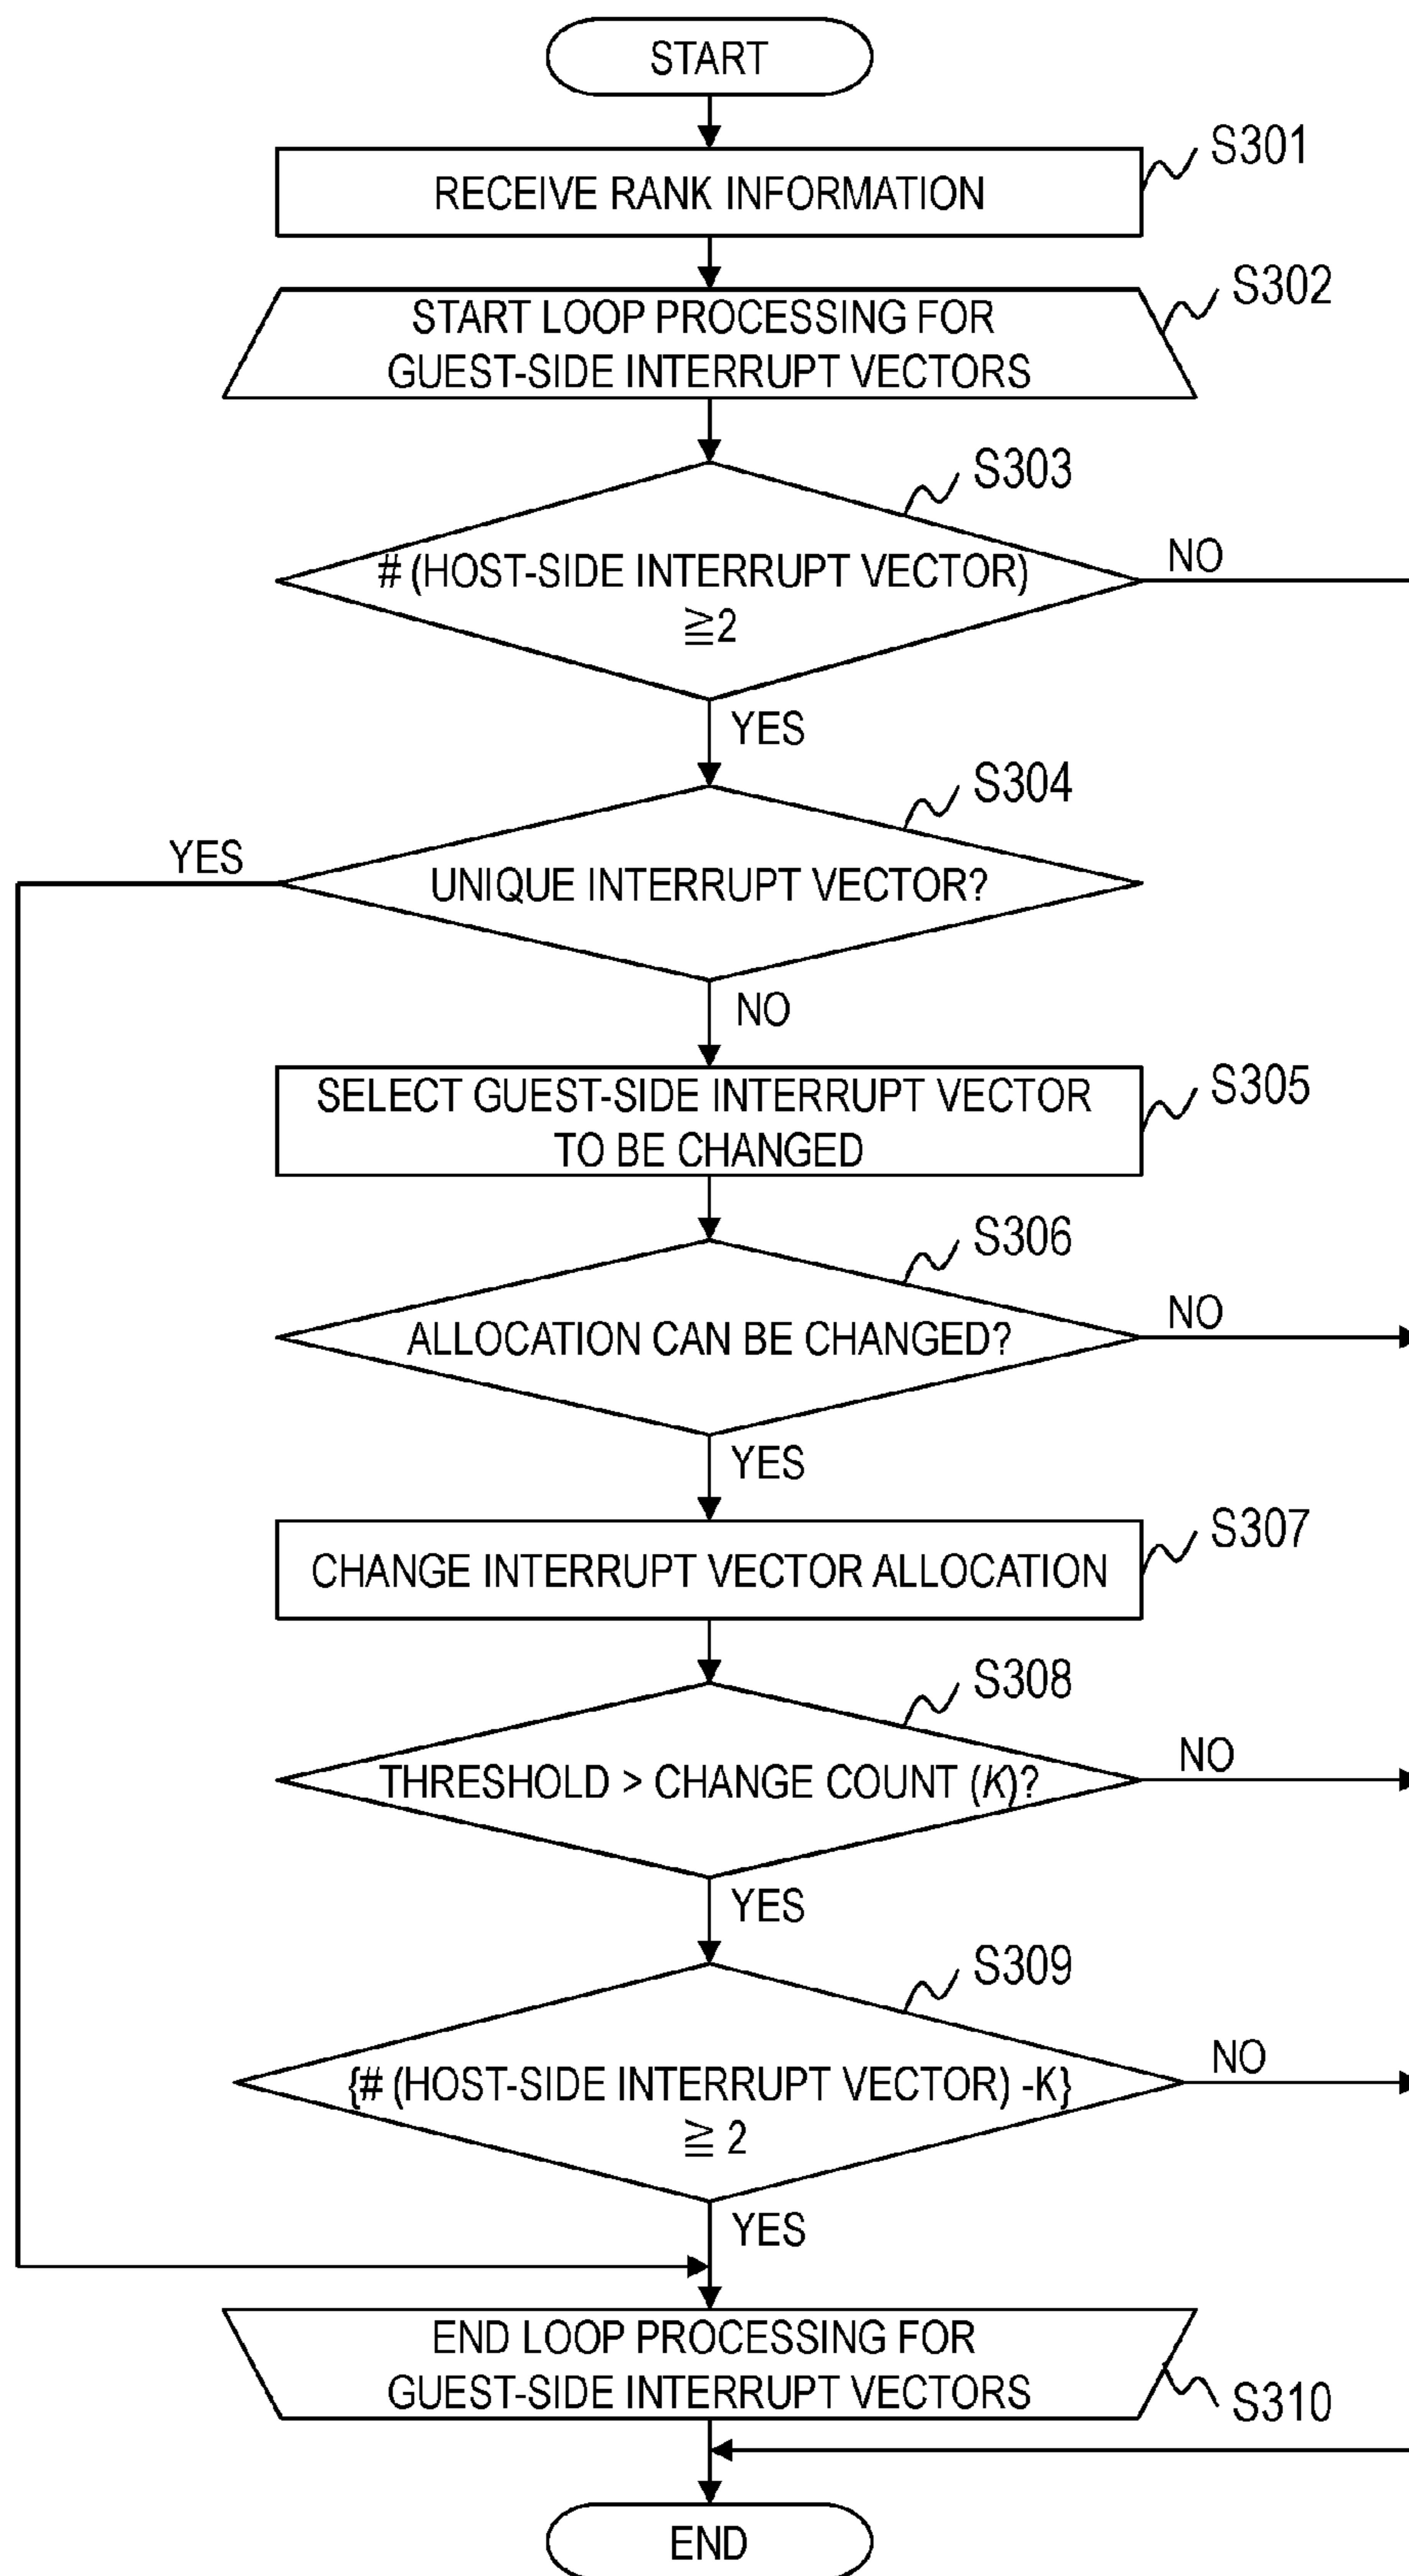 START
S301
RECEIVE RANK INFORMATION
S302
START LOOP PROCESSING FOR
GUEST-SIDE INTERRUPT VECTORS
S303
# (HOST-SIDE INTERRUPT VECTOR)
≧2
NO
YES
S304
YES
UNIQUE INTERRUPT VECTOR?
NO
S305
SELECT GUEST-SIDE INTERRUPT VECTOR
TO BE CHANGED
S306
NO
ALLOCATION CAN BE CHANGED?
YES
S307
CHANGE INTERRUPT VECTOR ALLOCATION
S308
NO
THRESHOLD > CHANGE COUNT (K)?
YES
S309
NO
{# (HOST-SIDE INTERRUPT VECTOR) -K}
≧ 2
YES
END LOOP PROCESSING FOR
GUEST-SIDE INTERRUPT VECTORS
S310
END